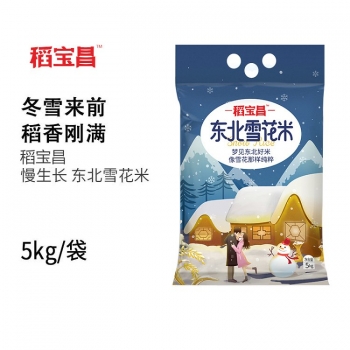 稻宝昌
冬雪来前
稻香刚满
稻宝昌
慢生长 东北雪花米
5kg/袋
稻宝昌
东北雪花米
梦见东北好米
像雪花那样纯粹
5kg